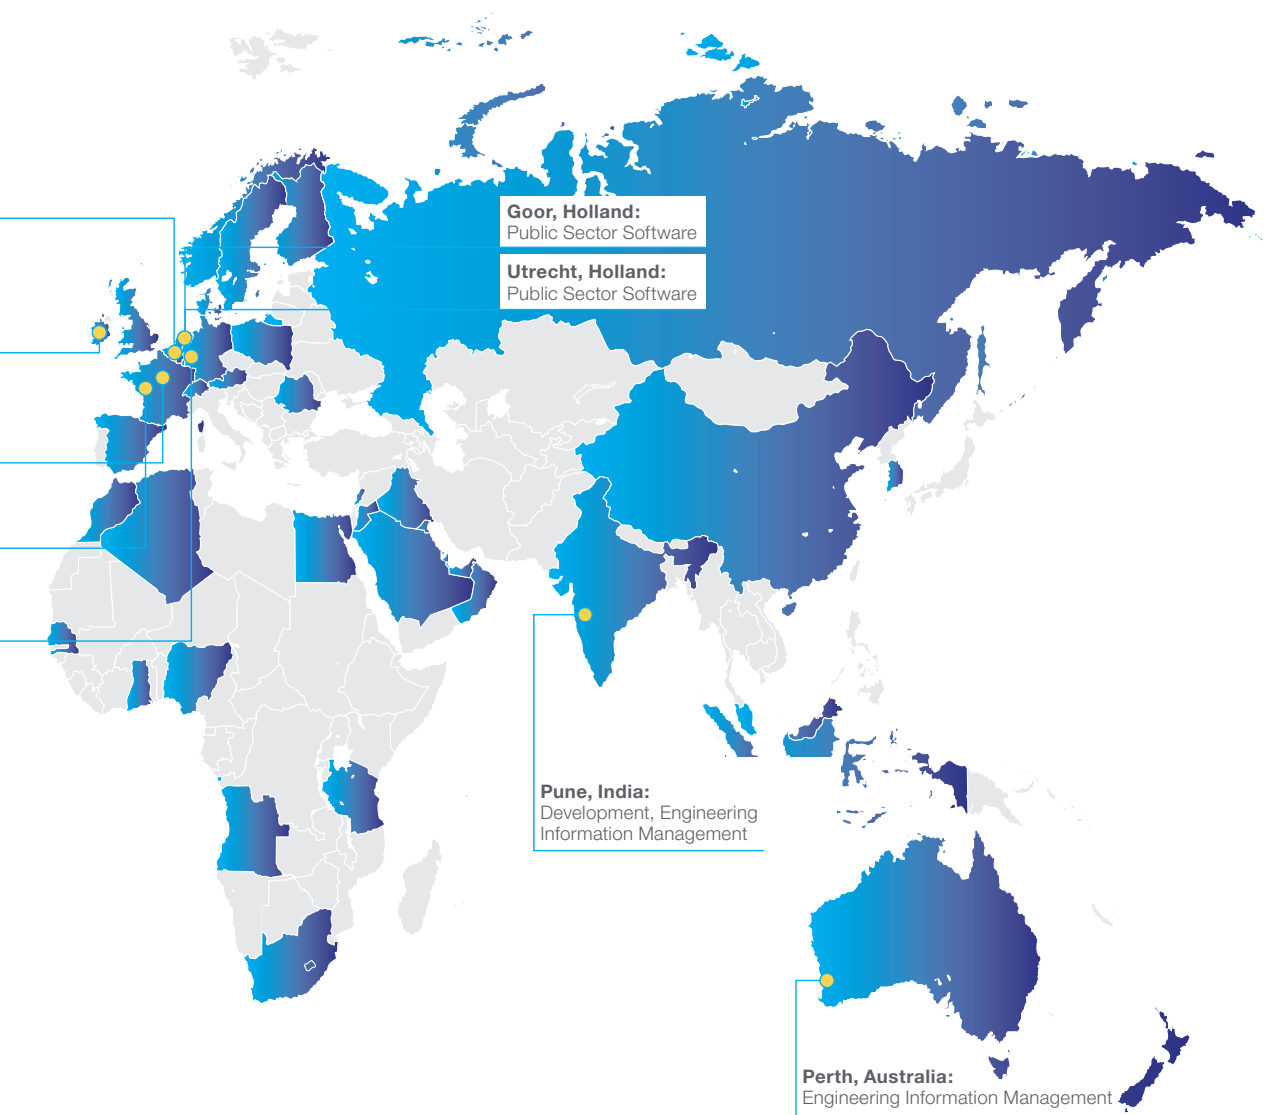 Goor, Holland:
Public Sector Software
Utrecht, Holland:
Public Sector Software
Pune, India:
Development, Engineering
Information Management
Perth, Australia:
Engineering Information Management